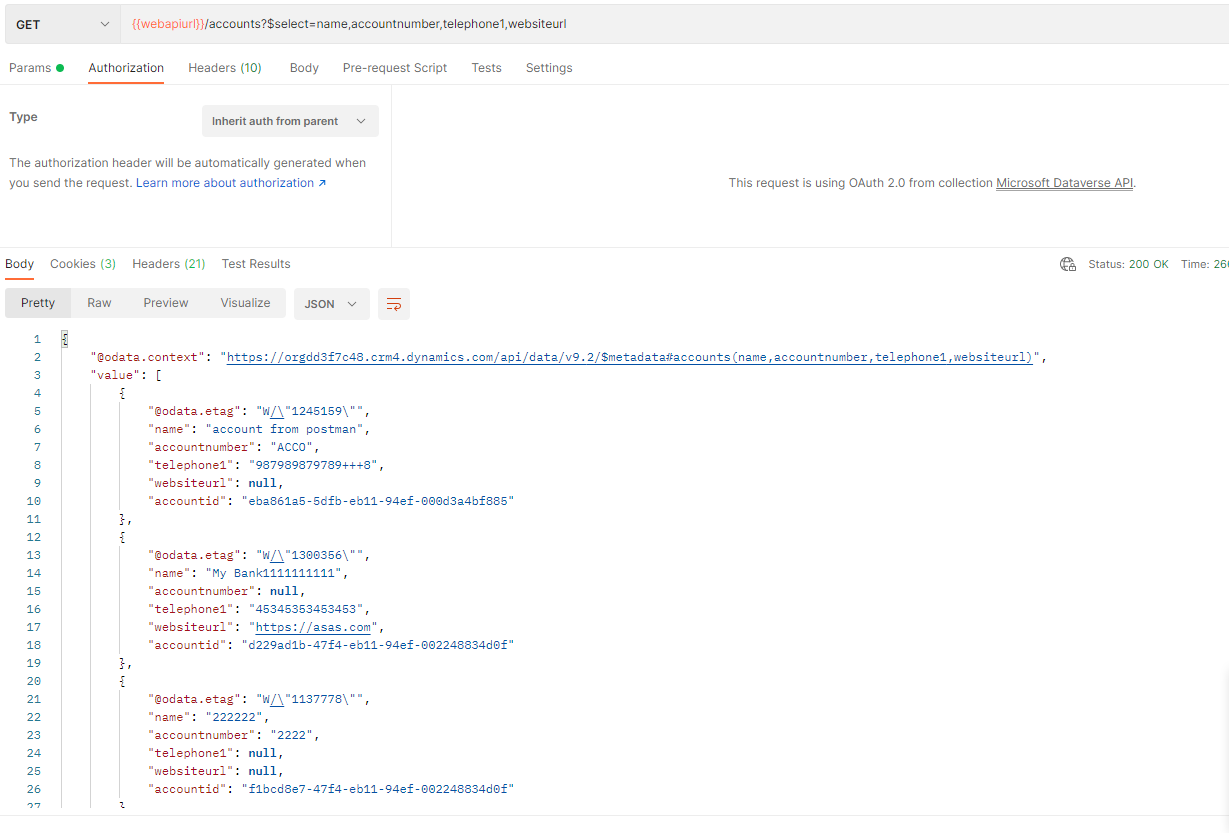 GET {{webapiurl}}/accounts?$select=name,accountnumber,telephone1,websiteurl
Params Authorization Headers (10) Body Pre-request Script Tests Settings
Type Inherit auth from parent
The authorization header will be automatically generated when
you send the request. Learn more about authorization ↗
This request is using OAuth 2.0 from collection Microsoft Dataverse API.
Body Cookies (3) Headers (21) Test Results Status: 200 OK Time:
Pretty Raw Preview Visualize JSON
1 {
2 "@odata.context": "https://orgdd3f7c48.crm4.dynamics.com/api/data/v9.2/$metadata#accounts(name,accountnumber,telephone1,websiteurl)",
3 "value": [
4 {
5 "@odata.etag": "W/\"1245159\"",
6 "name": "account from postman",
7 "accountnumber": "ACCO",
8 "telephone1": "987989879789+++8",
9 "websiteurl": null,
10 "accountid": "eba861a5-5dfb-eb11-94ef-000d3a4bf885"
11 },
12 {
13 "@odata.etag": "W/\"1300356\"",
14 "name": "My Bank1111111111",
15 "accountnumber": null,
16 "telephone1": "45345353453453",
17 "websiteurl": "https://asas.com",
18 "accountid": "d229ad1b-47f4-eb11-94ef-002248834d0f"
19 },
20 {
21 "@odata.etag": "W/\"1137778\"",
22 "name": "222222",
23 "accountnumber": "2222",
24 "telephone1": null,
25 "websiteurl": null,
26 "accountid": "f1bcd8e7-47f4-eb11-94ef-002248834d0f"
27 }